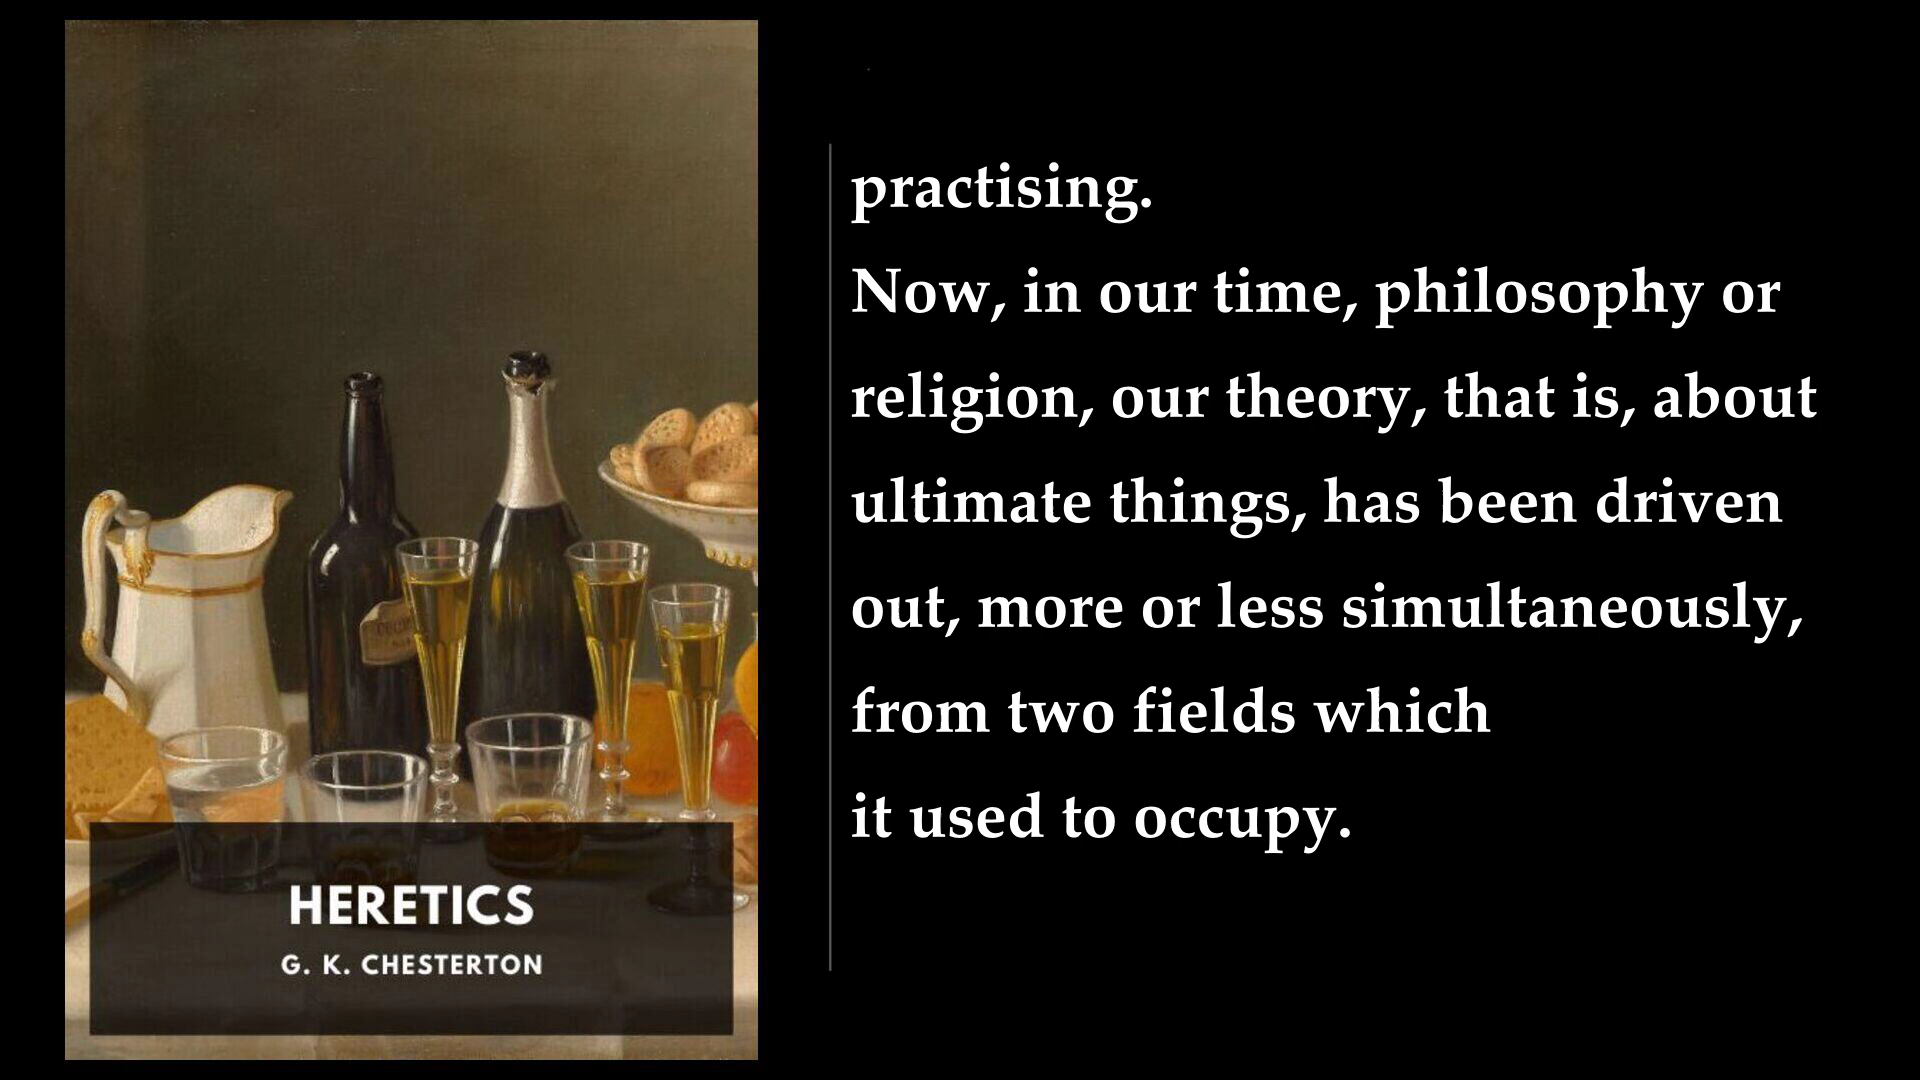 practising.
Now, in our time, philosophy or
religion, our theory, that is, about
ultimate things, has been driven
out, more or less simultaneously,
from two fields which
it used to occupy.
HERETICS
G. K. CHESTERTON